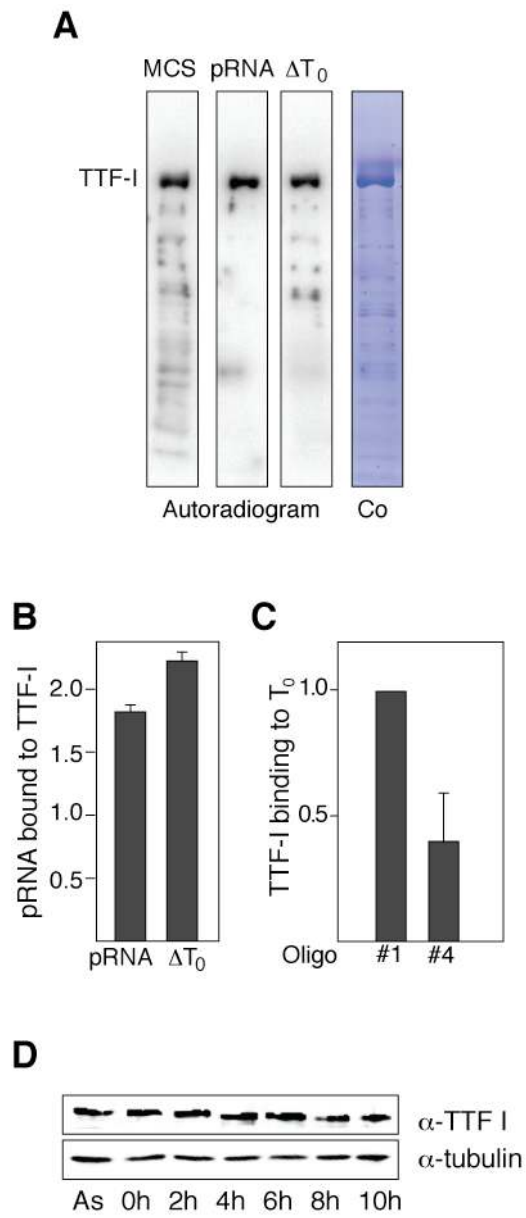 A
MCS pRNA ΔT₀
TTF-I
Autoradiogram Co
B
pRNA bound to TTF-I
2.0
1.5
1.0
0.5
pRNA ΔT₀
C
TTF-I binding to T₀
1.0
0.5
Oligo #1 #4
D
α-TTF I
α-tubulin
As 0h 2h 4h 6h 8h 10h